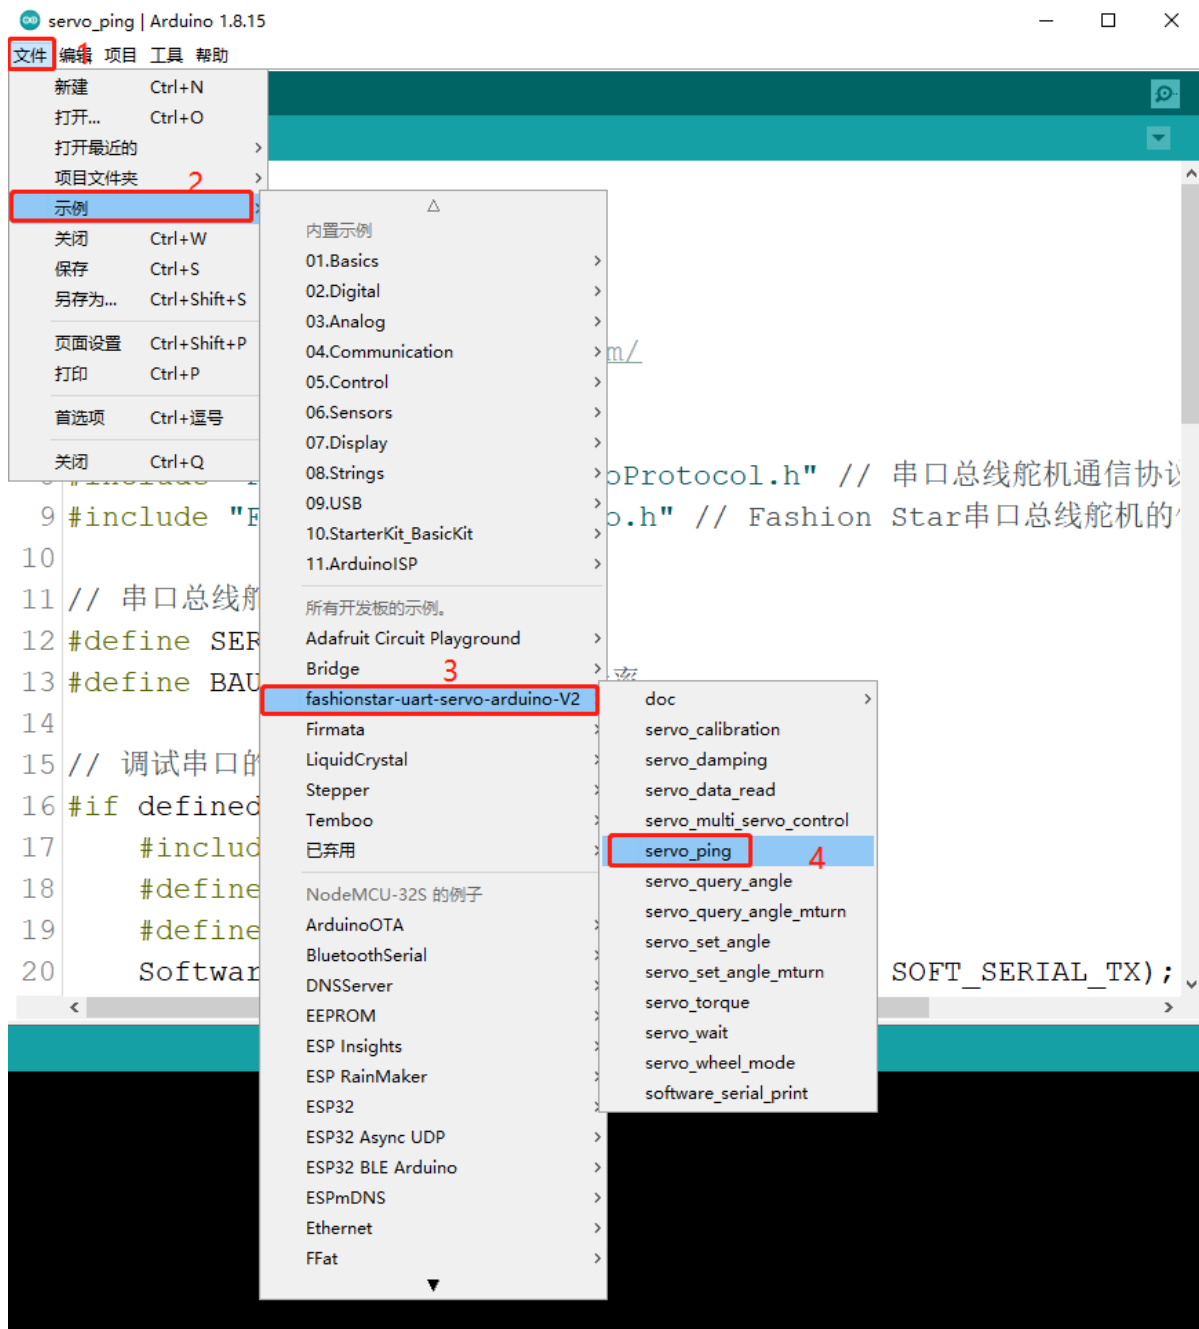 servo_ping | Arduino 1.8.15
文件 编辑 项目 工具 帮助
1
新建 Ctrl+N
打开... Ctrl+O
打开最近的
项目文件夹
2
示例
关闭 Ctrl+W
保存 Ctrl+S
另存为... Ctrl+Shift+S
页面设置 Ctrl+Shift+P
打印 Ctrl+P
首选项 Ctrl+逗号
关闭 Ctrl+Q
内置示例
01.Basics
02.Digital
03.Analog
04.Communication
05.Control
06.Sensors
07.Display
08.Strings
09.USB
10.StarterKit_BasicKit
11.ArduinoISP
所有开发板的示例。
Adafruit Circuit Playground
Bridge
3
fashionstar-uart-servo-arduino-V2
Firmata
LiquidCrystal
Stepper
Temboo
已弃用
NodeMCU-32S 的例子
ArduinoOTA
BluetoothSerial
DNSServer
EEPROM
ESP Insights
ESP RainMaker
ESP32
ESP32 Async UDP
ESP32 BLE Arduino
ESPmDNS
Ethernet
FFat
doc
servo_calibration
servo_damping
servo_data_read
servo_multi_servo_control
servo_ping
4
servo_query_angle
servo_query_angle_mturn
servo_set_angle
servo_set_angle_mturn
servo_torque
servo_wait
servo_wheel_mode
software_serial_print
m/
oProtocol.h" // 串口总线舵机通信协议
9 #include "F o.h" // Fashion Star串口总线舵机的
10
11 // 串口总线舵
12 #define SER
13 #define BAU 率
14
15 // 调试串口的
16 #if defined
17 #includ
18 #define
19 #define
20 Softwar SOFT_SERIAL_TX);